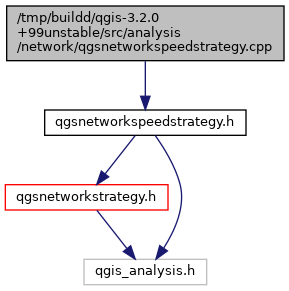 /tmp/buildd/qgis-3.2.0
+99unstable/src/analysis
/network/qgsnetworkspeedstrategy.cpp
qgsnetworkspeedstrategy.h
qgsnetworkstrategy.h
qgis_analysis.h